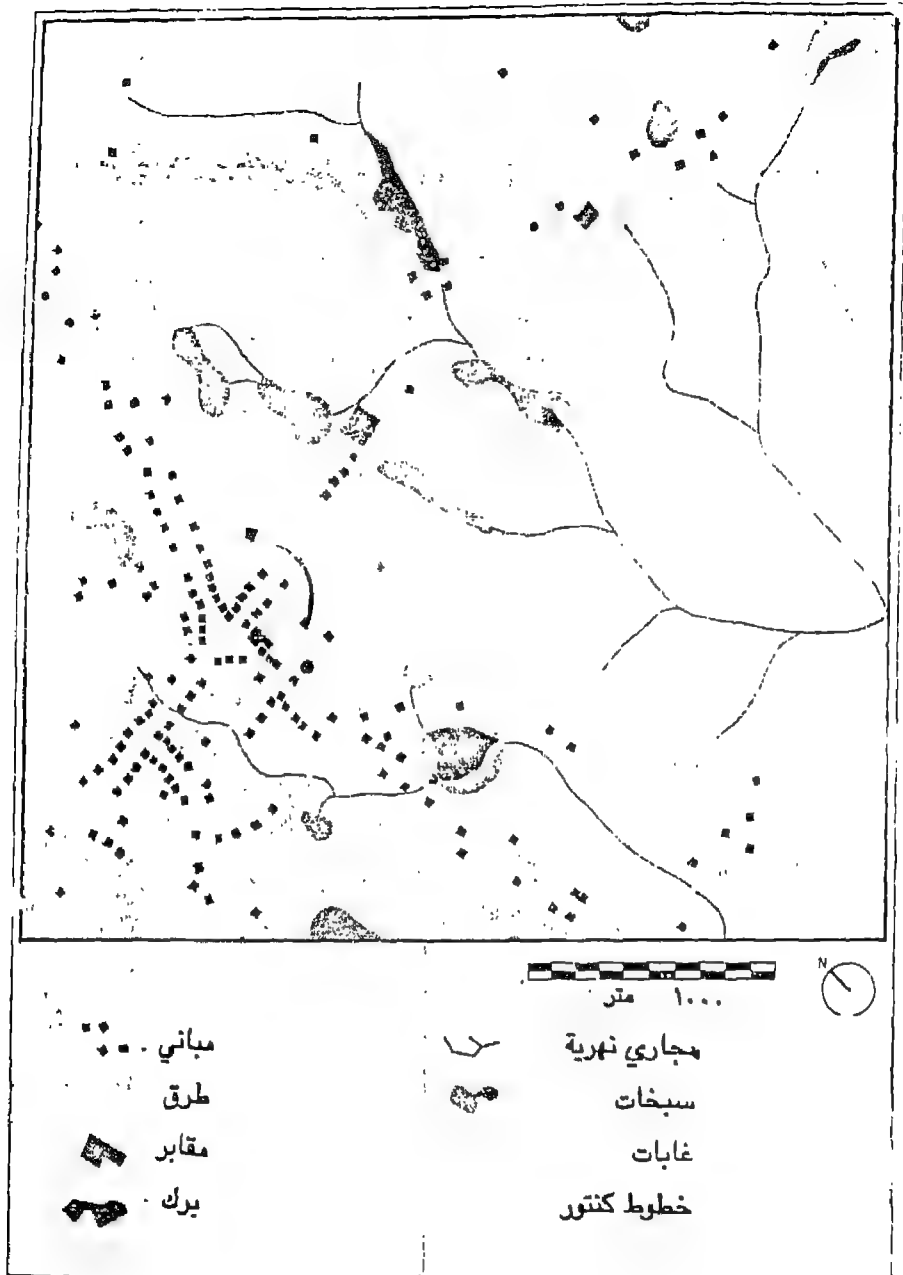 N
١٠٠٠ متر
مجاري نهرية
سبخات
غابات
خطوط كنتور
مباني
طرق
مقابر
برك